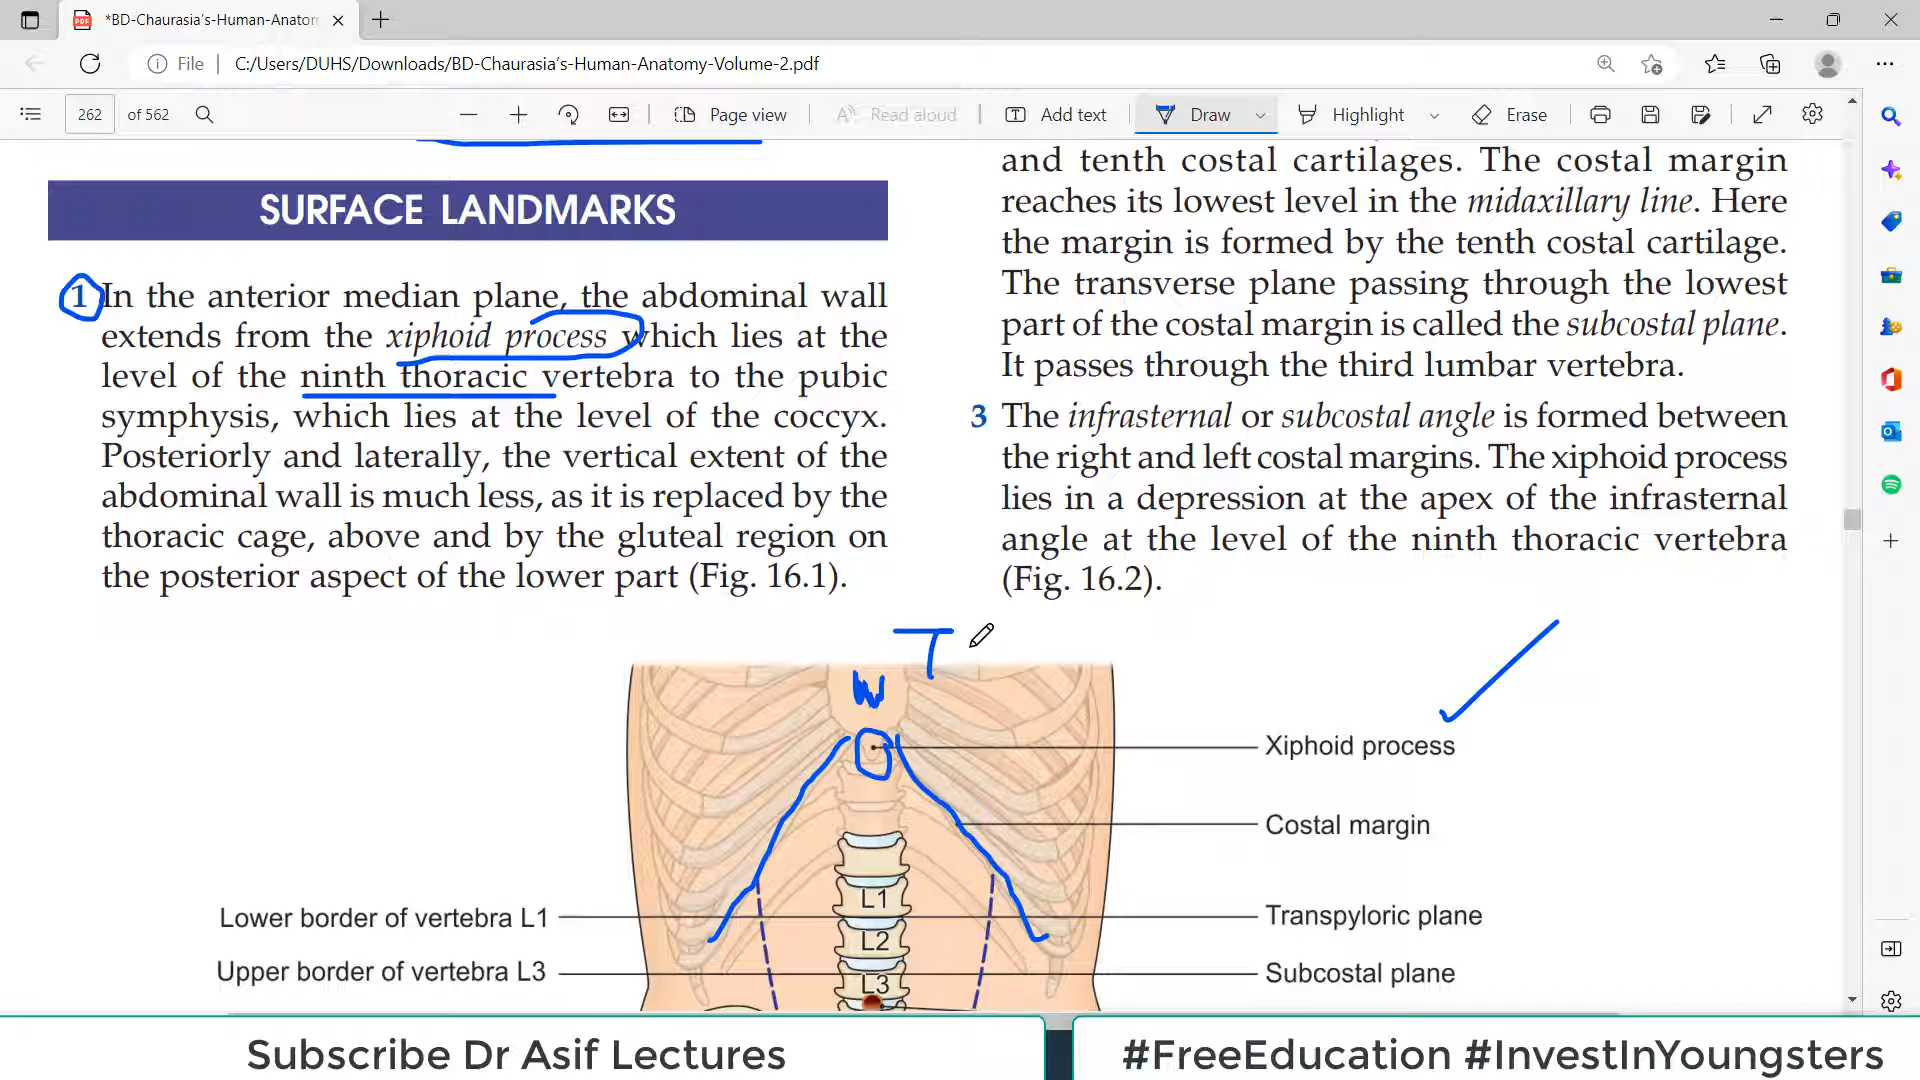 *BD-Chaurasia's-Human-Anaton
File
C:/Users/DUHS/Downloads/BD-Chaurasia's-Human-Anatomy-Volume-2.pdf
262 of 562
Page view
Read aloud
Add text
Draw
Highlight
Erase
SURFACE LANDMARKS
1 In the anterior median plane, the abdominal wall
extends from the xiphoid process which lies at the
level of the ninth thoracic vertebra to the pubic
symphysis, which lies at the level of the coccyx.
Posteriorly and laterally, the vertical extent of the
abdominal wall is much less, as it is replaced by the
thoracic cage, above and by the gluteal region on
the posterior aspect of the lower part (Fig. 16.1).
and tenth costal cartilages. The costal margin
reaches its lowest level in the midaxillary line. Here
the margin is formed by the tenth costal cartilage.
The transverse plane passing through the lowest
part of the costal margin is called the subcostal plane.
It passes through the third lumbar vertebra.
3 The infrasternal or subcostal angle is formed between
the right and left costal margins. The xiphoid process
lies in a depression at the apex of the infrasternal
angle at the level of the ninth thoracic vertebra
(Fig. 16.2).
T
Xiphoid process
Costal margin
L1
Lower border of vertebra L1
Transpyloric plane
L2
Upper border of vertebra L3
Subcostal plane
L3
Subscribe Dr Asif Lectures
#FreeEducation #InvestInYoungsters